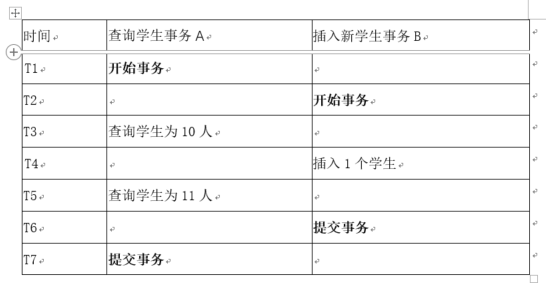 时间 查询学生事务 A 插入新学生事务 B
T1 开始事务
T2 开始事务
T3 查询学生为 10 人
T4 插入 1 个学生
T5 查询学生为 11 人
T6 提交事务
T7 提交事务